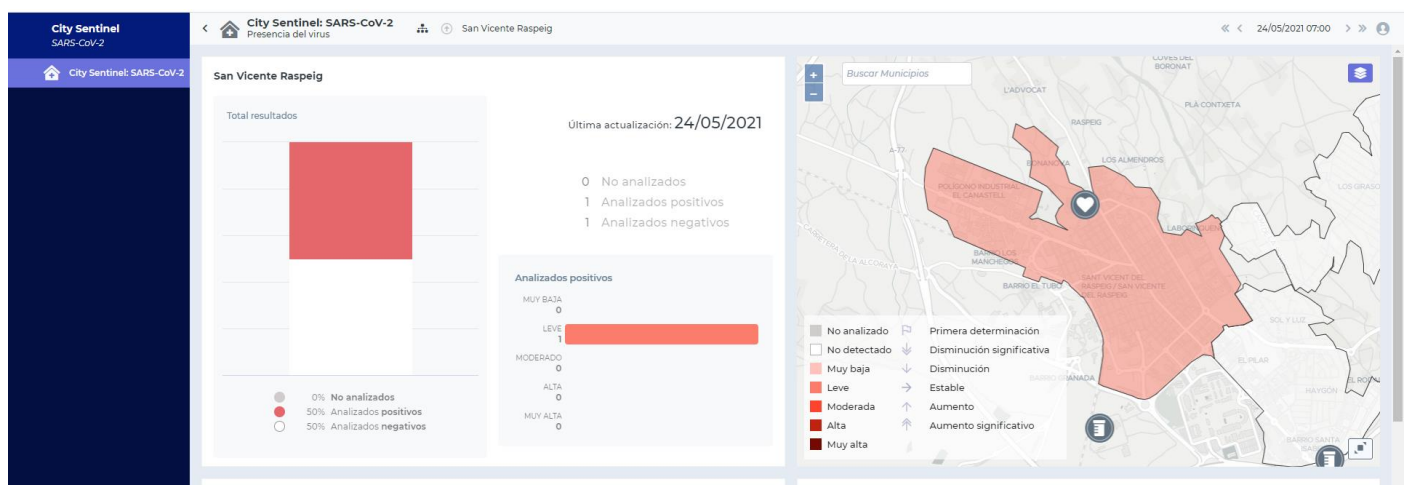 City Sentinel
SARS-CoV-2
City Sentinel: SARS-CoV-2
City Sentinel: SARS-CoV-2
Presencia del virus
San Vicente Raspeig
24/05/2021 07:00
San Vicente Raspeig
Total resultados
0% No analizados
50% Analizados positivos
50% Analizados negativos
Última actualización: 24/05/2021
0 No analizados
1 Analizados positivos
1 Analizados negativos
Analizados positivos
MUY BAJA
0
LEVE
1
MODERADO
0
ALTA
0
MUY ALTA
0
+
Buscar Municipios
-
COVES DEL
BORONAT
L'ADVOCAT
PLÀ CONTXETA
RASPEIG
A-77
BONANOVA
LOS ALMENDROS
POLÍGONO INDUSTRIAL
EL CANASTELL
LOS GRASO
CARRETERA DE LA ALCORAYA
BARRIO LOS
MANCHEGOS
BARRIO EL TUBO
SANT VICENT DEL
RASPEIG / SAN VICENTE
DEL RASPEIG
SOL Y LUZ
EL PILAR
BARRIO GRANADA
HAYGÓN
BARRIO SANTA
No analizado
Primera determinación
No detectado
Disminución significativa
Muy baja
Disminución
Leve
Estable
Moderada
Aumento
Alta
Aumento significativo
Muy alta